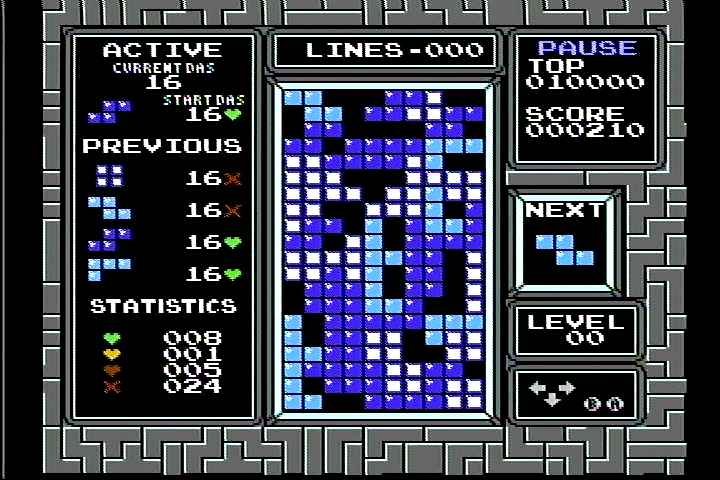 ACTIVE
CURRENT DAS
16
START DAS
16
PREVIOUS
16
16
16
16
STATISTICS
008
001
005
024
LINES-000
PAUSE
TOP
010000
SCORE
000210
NEXT
LEVEL
00
B A